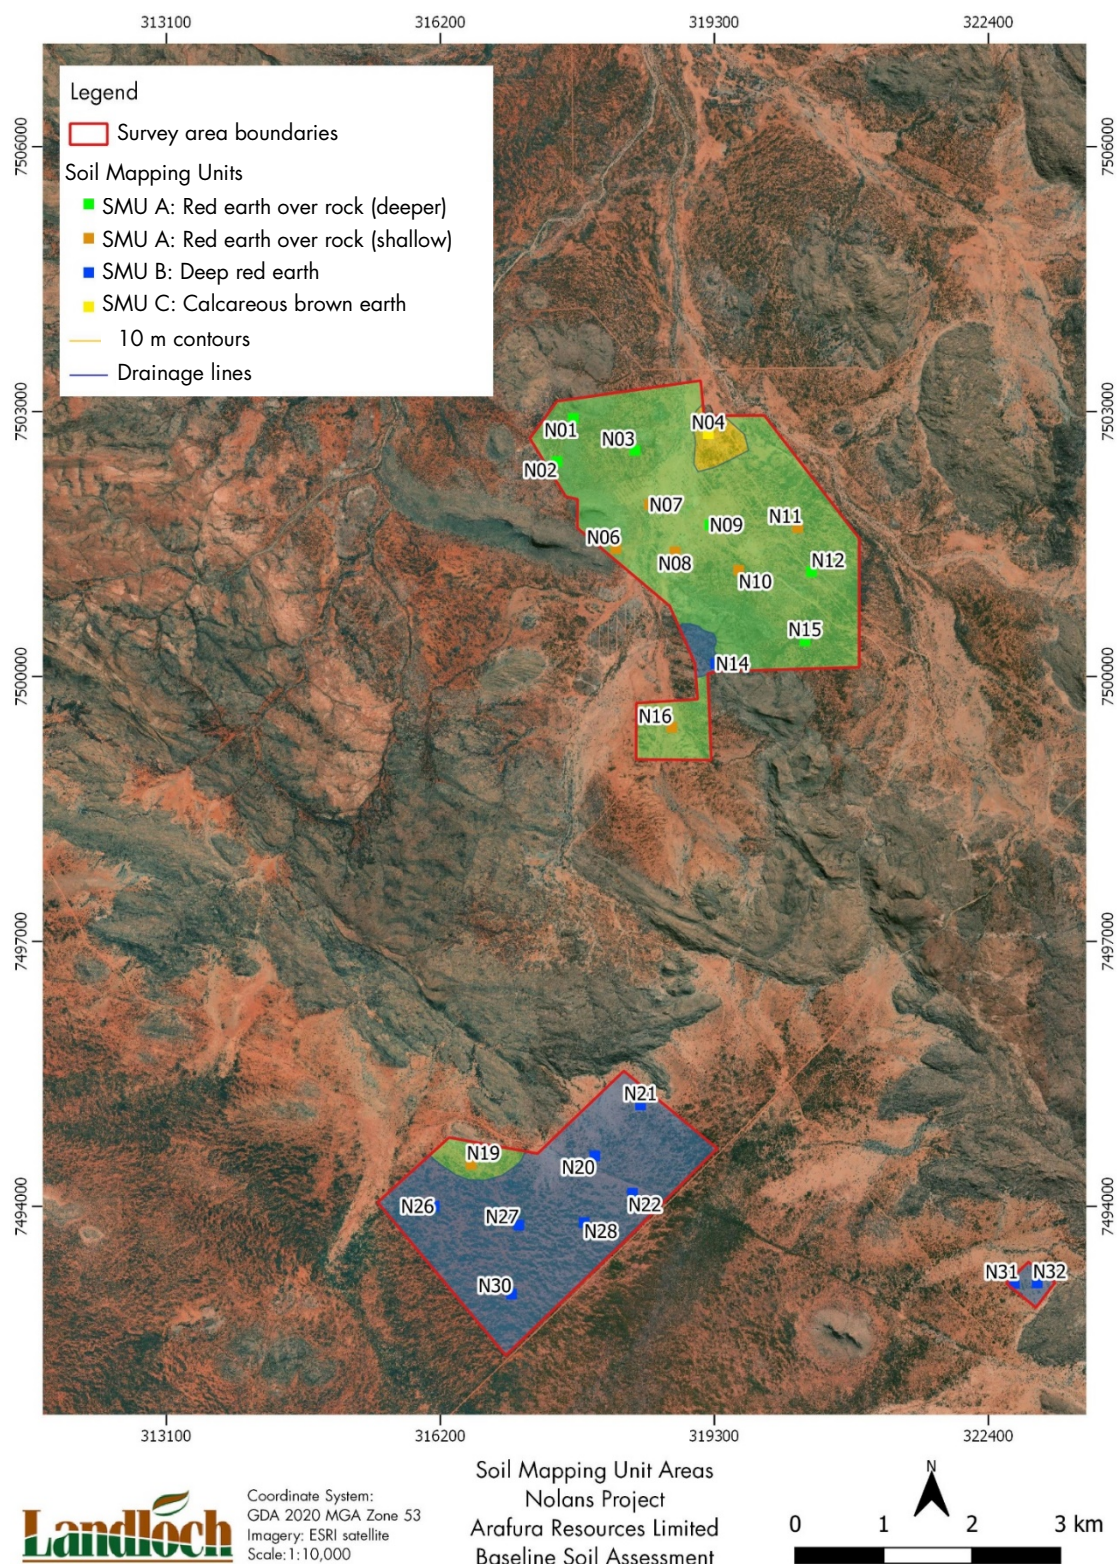 313100 316200 319300 322400
Legend
Survey area boundaries
Soil Mapping Units
SMU A: Red earth over rock (deeper)
SMU A: Red earth over rock (shallow)
SMU B: Deep red earth
SMU C: Calcareous brown earth
10 m contours
Drainage lines
7506000 7506000
7503000 7503000
N04
N01
N03
N02
N07
N11
N09
N06
N08
N12
N10
N15
N14
7500000 7500000
N16
7497000 7497000
N21
N19
N20
N26
N22
7494000 7494000
N27
N28
N31 N32
N30
313100 316200 319300 322400
Landloch
Coordinate System:
GDA 2020 MGA Zone 53
Imagery: ESRI satellite
Scale:1:10,000
Soil Mapping Unit Areas
Nolans Project
Arafura Resources Limited
Baseline Soil Assessment
N
0 1 2 3 km